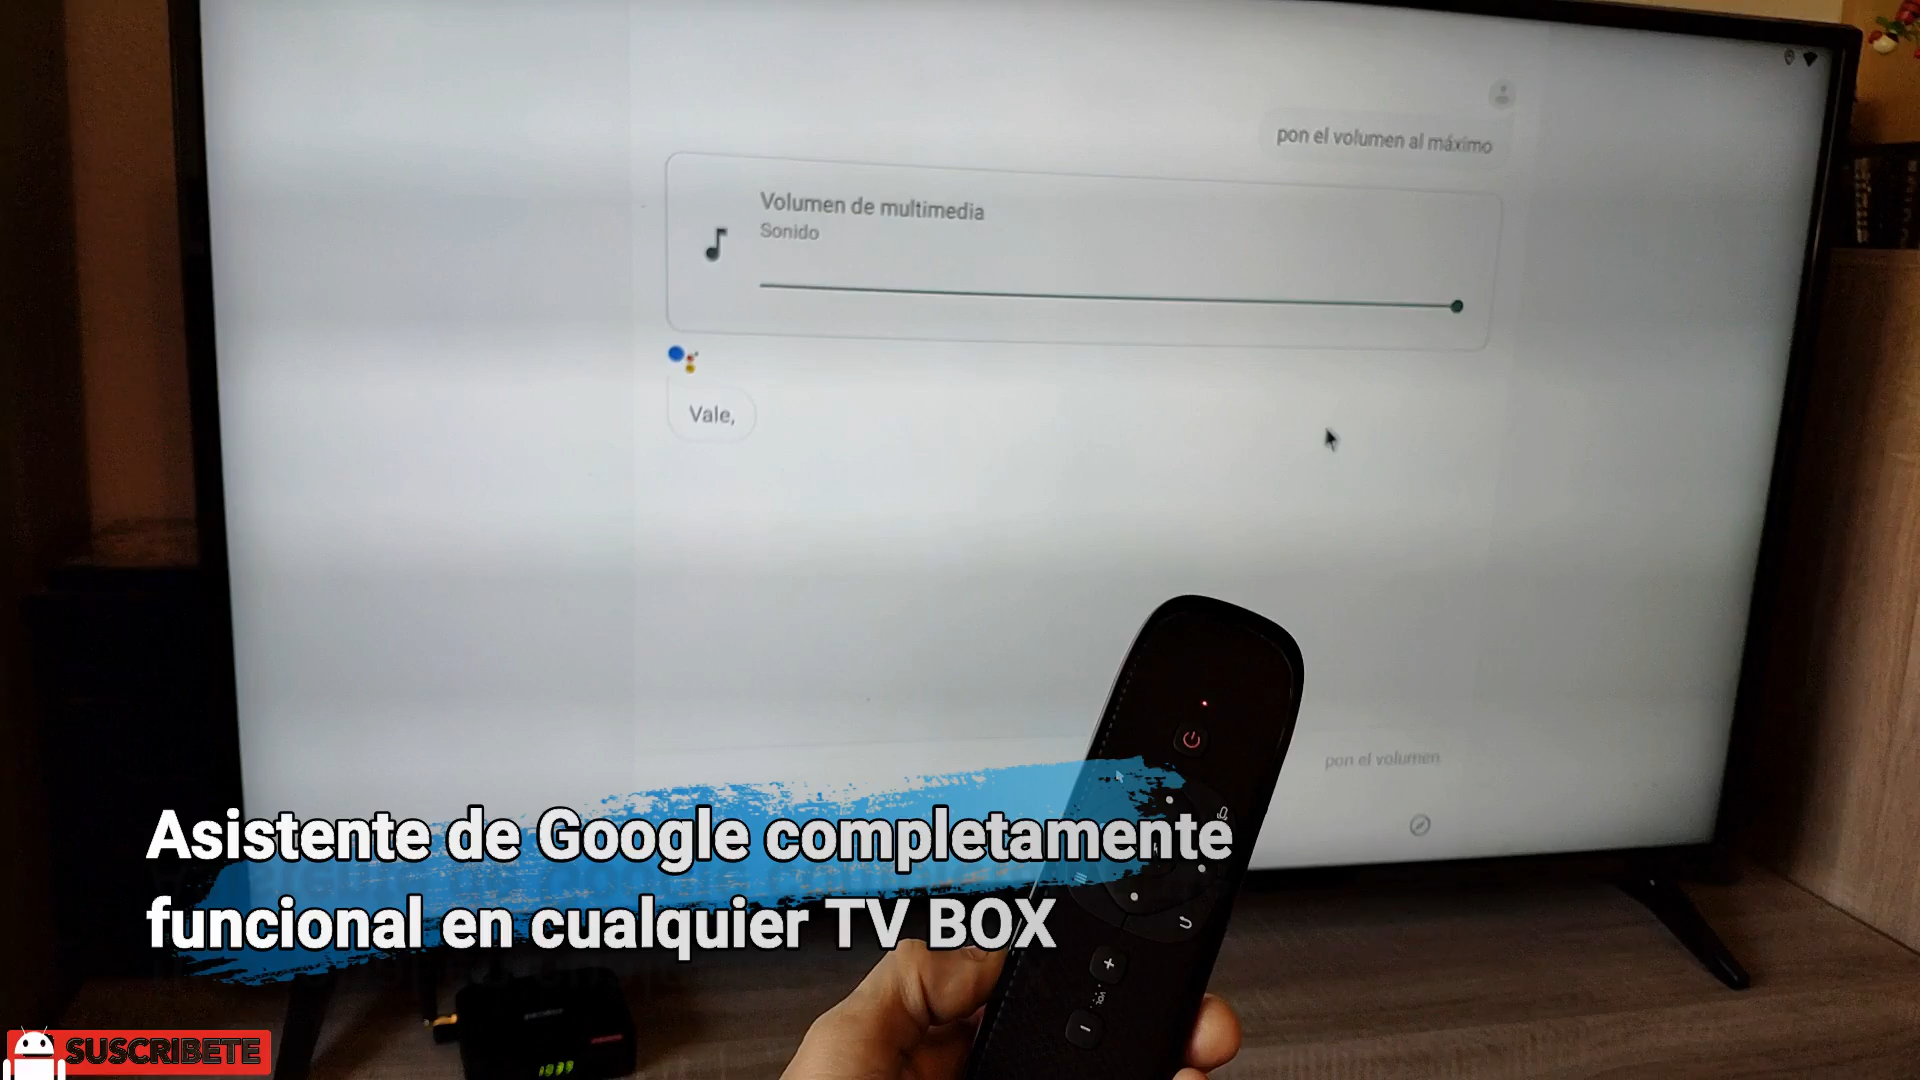 pon el volumen al máximo
Volumen de multimedia
Sonido
Vale,
pon el volumen
Asistente de Google completamente
funcional en cualquier TV BOX
VOL
SUSCRIBETE